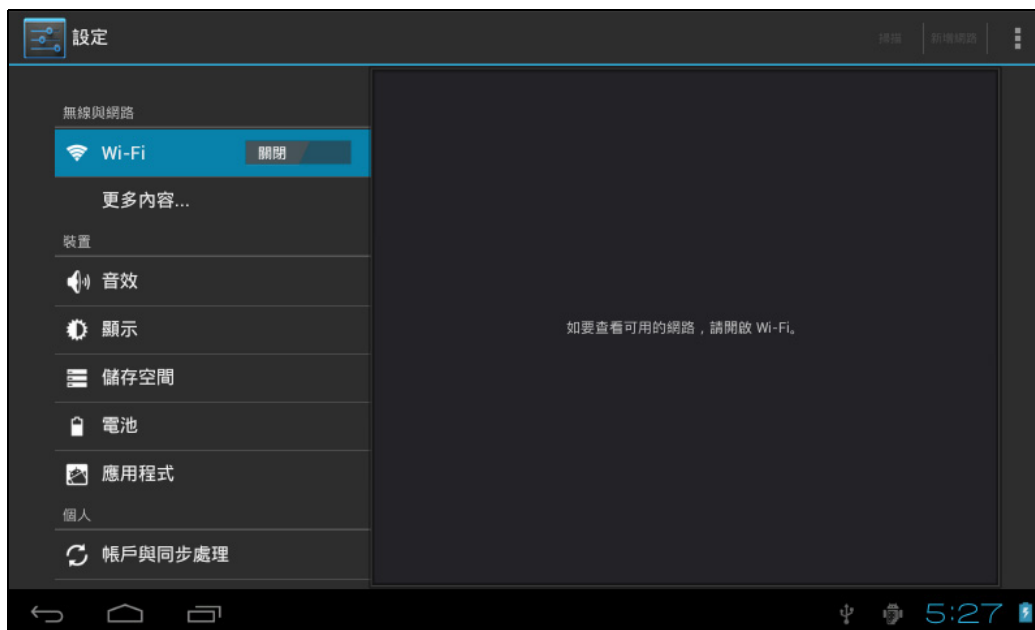 設定
掃描
新增網路
無線與網路
Wi-Fi
關閉
更多內容...
裝置
音效
顯示
儲存空間
電池
應用程式
個人
帳戶與同步處理
如要查看可用的網路，請開啟 Wi-Fi。
5:27